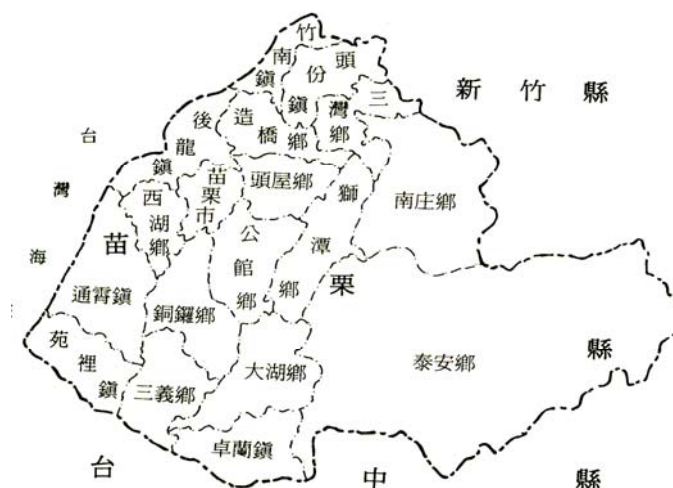 竹南鎮
頭份鎮
三灣鄉
新竹縣
造橋鄉
後龍鎮
台灣海
苗栗市
頭屋鄉
獅潭鄉
南庄鄉
西湖鄉
公館鄉
苗栗縣
通霄鎮
銅鑼鄉
苑裡鎮
大湖鄉
泰安鄉
三義鄉
卓蘭鎮
台中縣